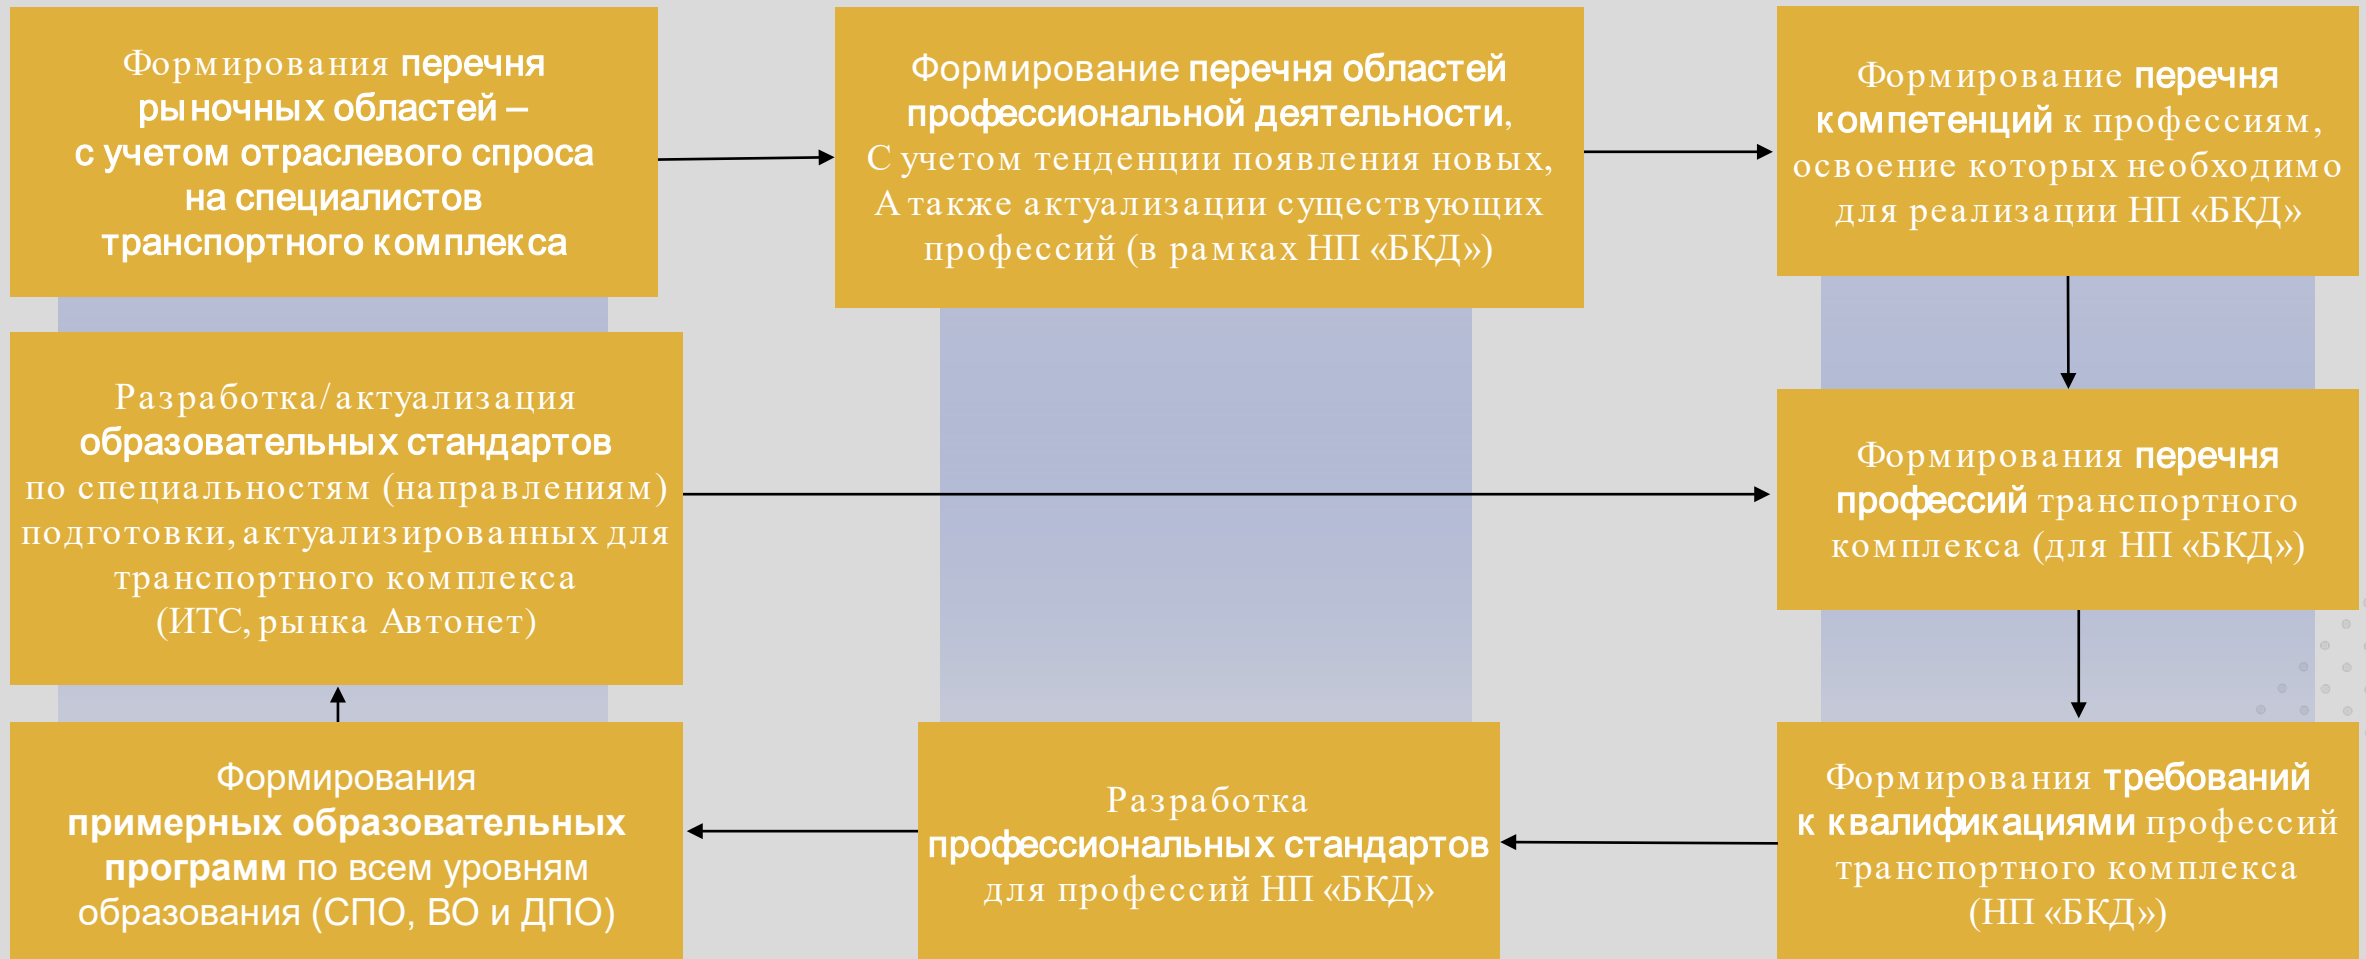 Формирования перечня
рыночных областей –
с учетом отраслевого спроса
на специалистов
транспортного комплекса
Формирование перечня областей
профессиональной деятельности,
С учетом тенденции появления новых,
А также актуализации существующих
профессий (в рамках НП «БКД»)
Формирование перечня
компетенций к профессиям,
освоение которых необходимо
для реализации НП «БКД»
Разработка/актуализация
образовательных стандартов
по специальностям (направлениям)
подготовки, актуализированных для
транспортного комплекса
(ИТС, рынка Автонет)
Формирования перечня
профессий транспортного
комплекса (для НП «БКД»)
Формирования
примерных образовательных
программ по всем уровням
образования (СПО, ВО и ДПО)
Разработка
профессиональных стандартов
для профессий НП «БКД»
Формирования требований
к квалификациями профессий
транспортного комплекса
(НП «БКД»)